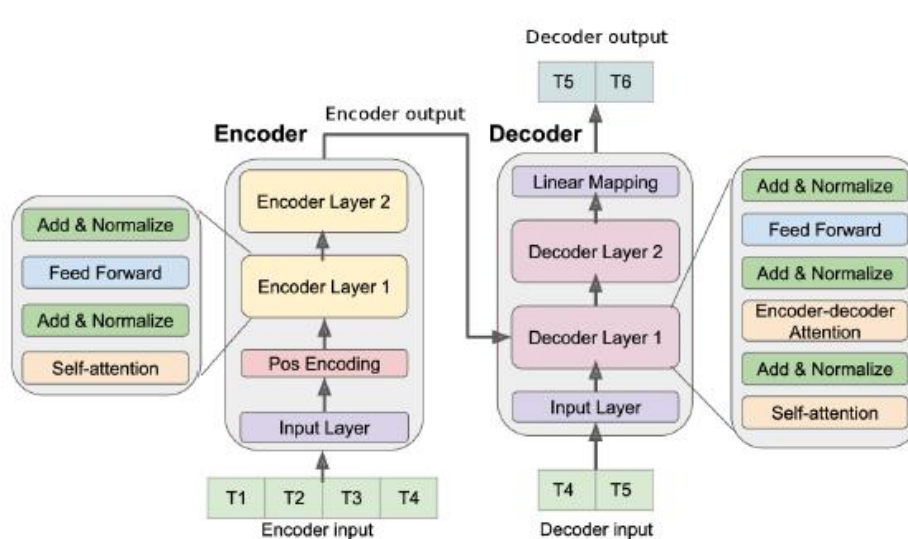 Decoder output
T5 T6
Encoder output
Encoder
Decoder
Encoder Layer 2
Encoder Layer 1
Pos Encoding
Input Layer
T1 T2 T3 T4
Encoder input
Add & Normalize
Feed Forward
Add & Normalize
Self-attention
Linear Mapping
Decoder Layer 2
Decoder Layer 1
Input Layer
T4 T5
Decoder input
Add & Normalize
Feed Forward
Add & Normalize
Encoder-decoder
Attention
Add & Normalize
Self-attention